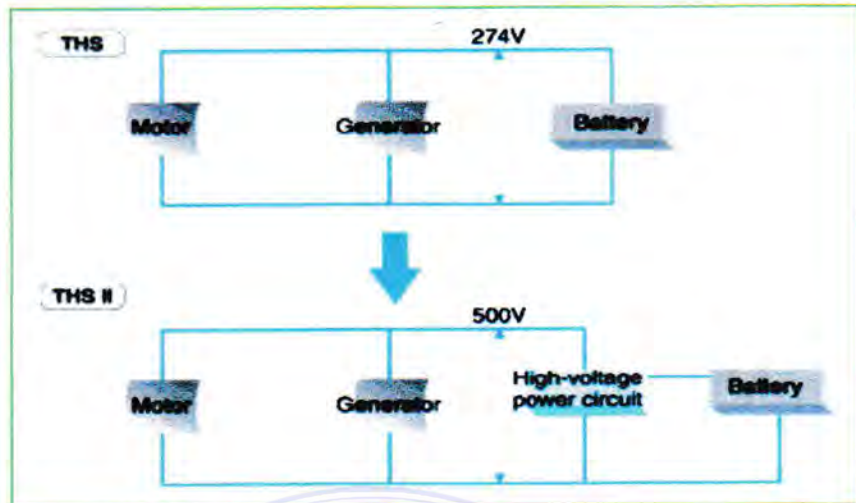 THS
274V
Motor
Generator
Battery
THS II
500V
Motor
Generator
High-voltage
power circuit
Battery